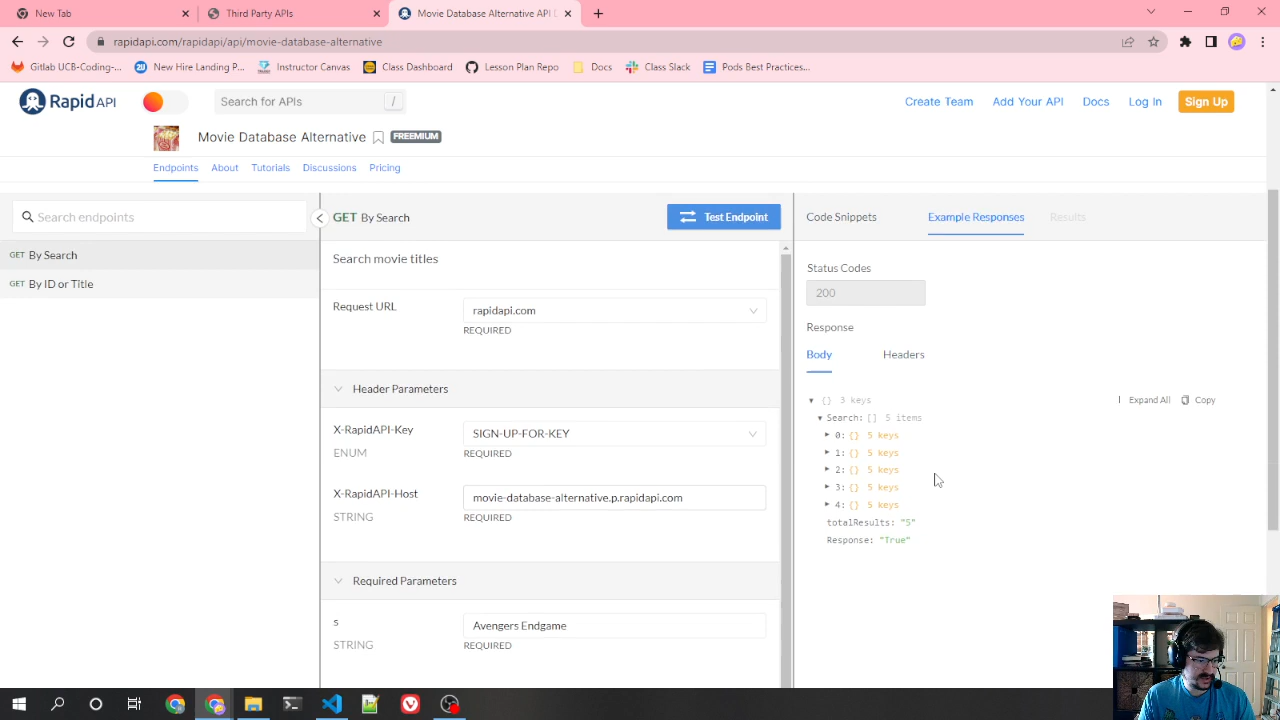 New Tab
Third Party APIs
Movie Database Alternative API D
rapidapi.com/rapidapi/api/movie-database-alternative
Gitlab UCB-Coding-...
New Hire Landing P...
Instructor Canvas
Class Dashboard
Lesson Plan Repo
Docs
Class Slack
Pods Best Practices...
Rapid API
Search for APIs
/
Create Team
Add Your API
Docs
Log In
Sign Up
Movie Database Alternative
FREEMIUM
Endpoints
About
Tutorials
Discussions
Pricing
Search endpoints
GET By Search
GET By ID or Title
GET By Search
Test Endpoint
Search movie titles
Request URL
rapidapi.com
REQUIRED
Header Parameters
X-RapidAPI-Key
SIGN-UP-FOR-KEY
ENUM
REQUIRED
X-RapidAPI-Host
movie-database-alternative.p.rapidapi.com
STRING
REQUIRED
Required Parameters
s
Avengers Endgame
STRING
REQUIRED
Code Snippets
Example Responses
Results
Status Codes
200
Response
Body
Headers
{} 3 keys
Expand All
Copy
Search: [] 5 items
0: {} 5 keys
1: {} 5 keys
2: {} 5 keys
3: {} 5 keys
4: {} 5 keys
totalResults: "5"
Response: "True"